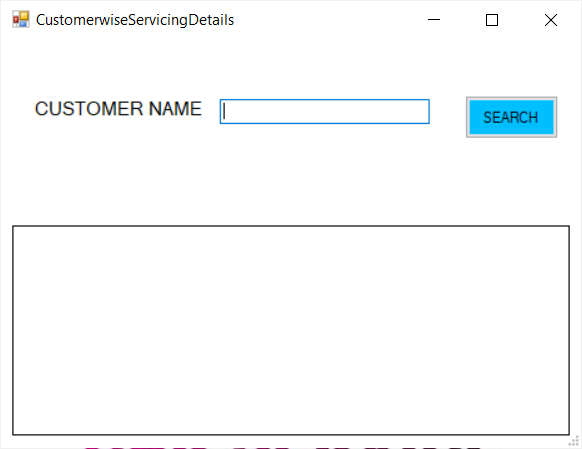 CustomerwiseServicingDetails
CUSTOMER NAME
SEARCH